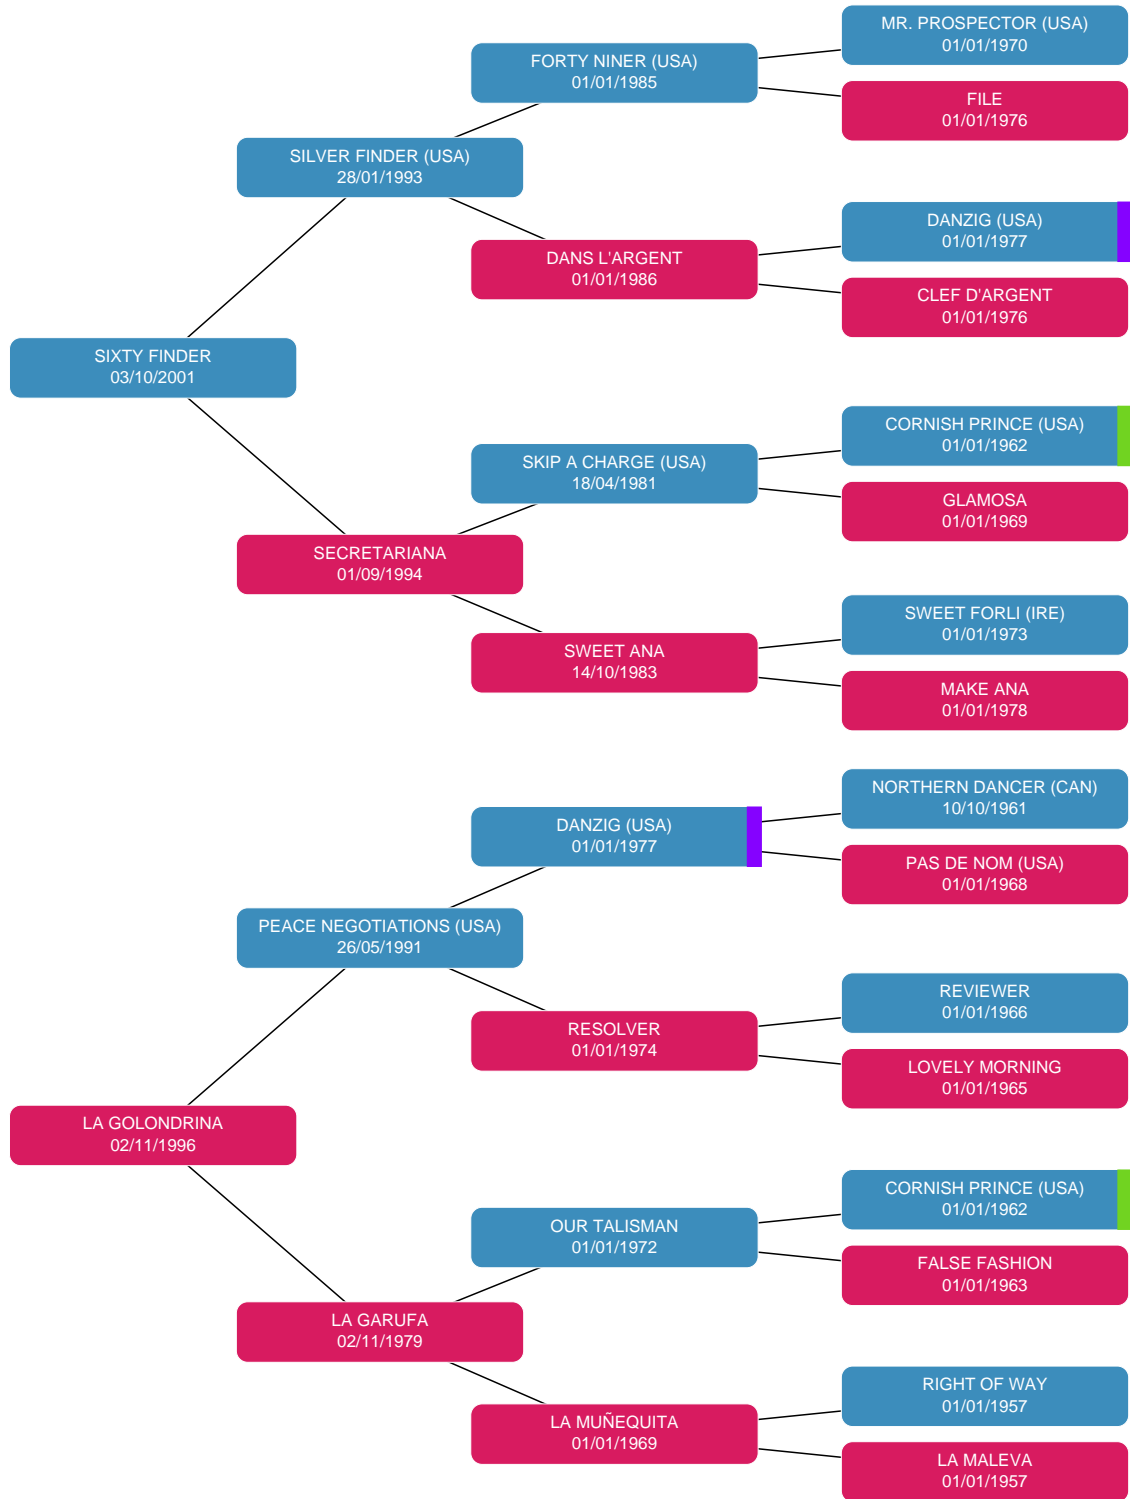 MR. PROSPECTOR (USA)
01/01/1970
FORTY NINER (USA)
01/01/1985
FILE
01/01/1976
SILVER FINDER (USA)
28/01/1993
DANZIG (USA)
01/01/1977
DANS L'ARGENT
01/01/1986
CLEF D'ARGENT
01/01/1976
SIXTY FINDER
03/10/2001
CORNISH PRINCE (USA)
01/01/1962
SKIP A CHARGE (USA)
18/04/1981
GLAMOSA
01/01/1969
SECRETARIANA
01/09/1994
SWEET FORLI (IRE)
01/01/1973
SWEET ANA
14/10/1983
MAKE ANA
01/01/1978
NORTHERN DANCER (CAN)
10/10/1961
DANZIG (USA)
01/01/1977
PAS DE NOM (USA)
01/01/1968
PEACE NEGOTIATIONS (USA)
26/05/1991
REVIEWER
01/01/1966
RESOLVER
01/01/1974
LOVELY MORNING
01/01/1965
LA GOLONDRINA
02/11/1996
CORNISH PRINCE (USA)
01/01/1962
OUR TALISMAN
01/01/1972
FALSE FASHION
01/01/1963
LA GARUFA
02/11/1979
RIGHT OF WAY
01/01/1957
LA MUÑEQUITA
01/01/1969
LA MALEVA
01/01/1957